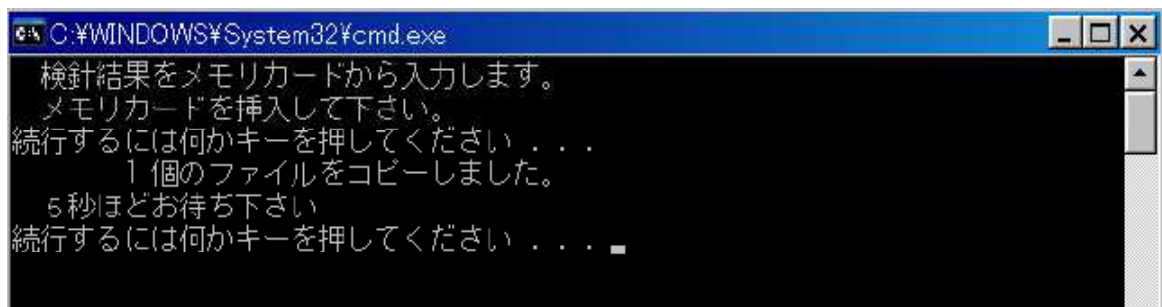 C:¥WINDOWS¥System32¥cmd.exe
検針結果をメモリカードから入力します。
メモリカードを挿入して下さい。
続行するには何かキーを押してください . . .
1 個のファイルをコピーしました。
5秒ほどお待ち下さい
続行するには何かキーを押してください . . .